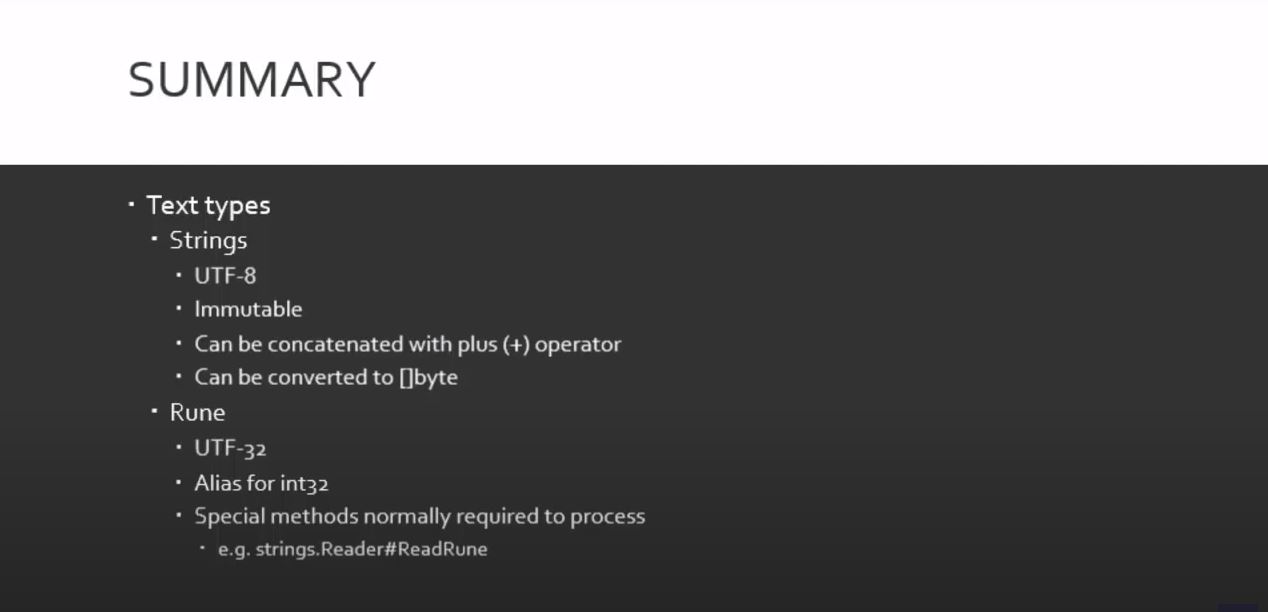 SUMMARY
▪ Text types
▪ Strings
▪ UTF-8
▪ Immutable
▪ Can be concatenated with plus (+) operator
▪ Can be converted to []byte
▪ Rune
▪ UTF-32
▪ Alias for int32
▪ Special methods normally required to process
▪ e.g. strings.Reader#ReadRune